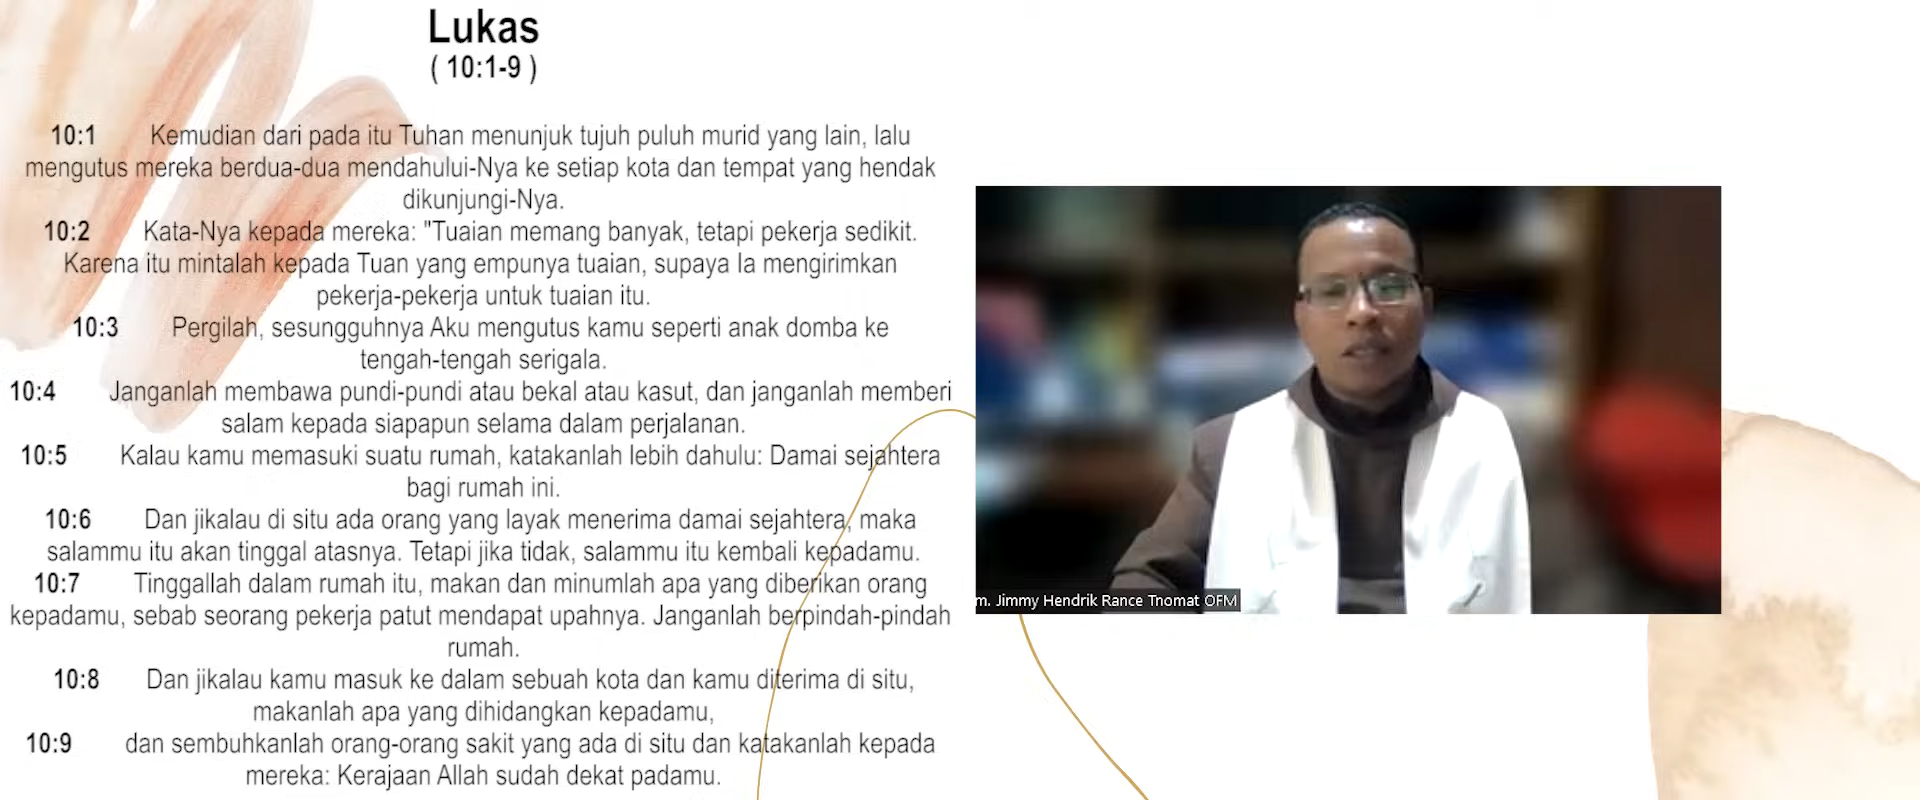 Lukas
( 10:1-9 )
10:1 Kemudian dari pada itu Tuhan menunjuk tujuh puluh murid yang lain, lalu
mengutus mereka berdua-dua mendahului-Nya ke setiap kota dan tempat yang hendak
dikunjungi-Nya.
10:2 Kata-Nya kepada mereka: "Tuaian memang banyak, tetapi pekerja sedikit.
Karena itu mintalah kepada Tuan yang empunya tuaian, supaya Ia mengirimkan
pekerja-pekerja untuk tuaian itu.
10:3 Pergilah, sesungguhnya Aku mengutus kamu seperti anak domba ke
tengah-tengah serigala.
10:4 Janganlah membawa pundi-pundi atau bekal atau kasut, dan janganlah memberi
salam kepada siapapun selama dalam perjalanan.
10:5 Kalau kamu memasuki suatu rumah, katakanlah lebih dahulu: Damai sejahtera
bagi rumah ini.
10:6 Dan jikalau di situ ada orang yang layak menerima damai sejahtera, maka
salammu itu akan tinggal atasnya. Tetapi jika tidak, salammu itu kembali kepadamu.
10:7 Tinggallah dalam rumah itu, makan dan minumlah apa yang diberikan orang
kepadamu, sebab seorang pekerja patut mendapat upahnya. Janganlah berpindah-pindah
rumah.
10:8 Dan jikalau kamu masuk ke dalam sebuah kota dan kamu diterima di situ,
makanlah apa yang dihidangkan kepadamu,
10:9 dan sembuhkanlah orang-orang sakit yang ada di situ dan katakanlah kepada
mereka: Kerajaan Allah sudah dekat padamu.
m. Jimmy Hendrik Rance Tnomat OFM